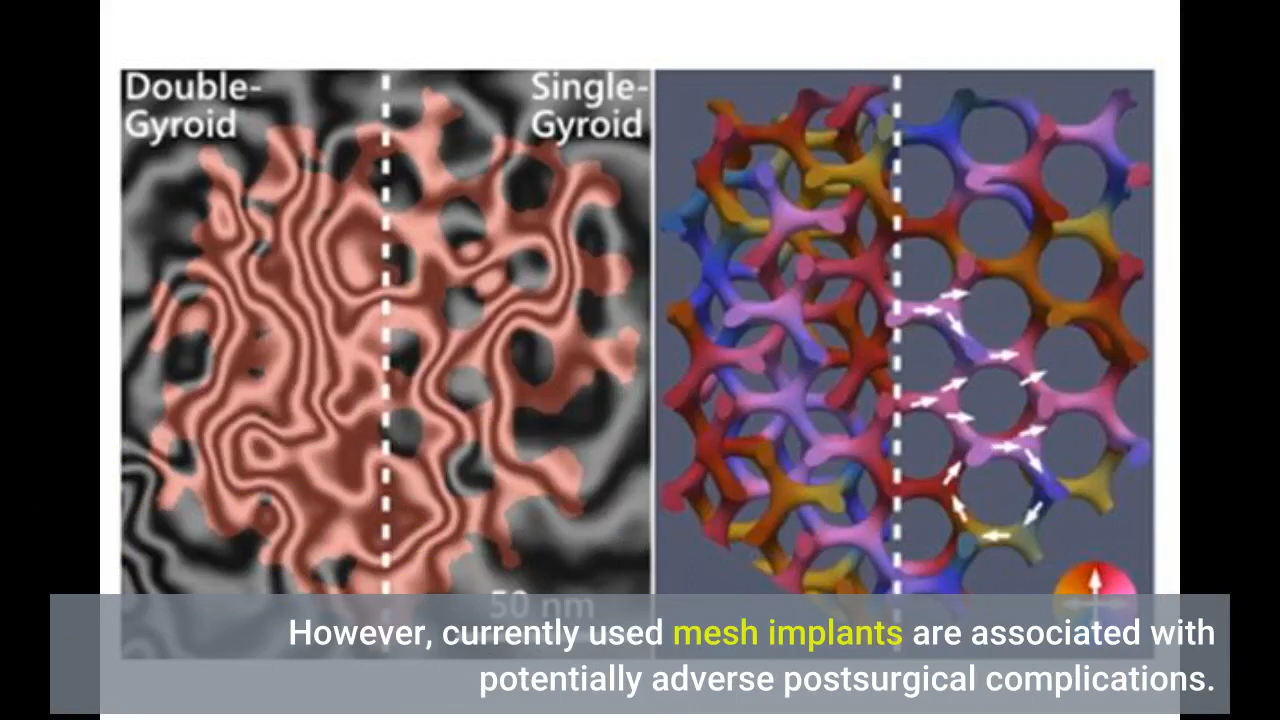 Double-
Gyroid
Single-
Gyroid
50 nm
However, currently used mesh implants are associated with
potentially adverse postsurgical complications.